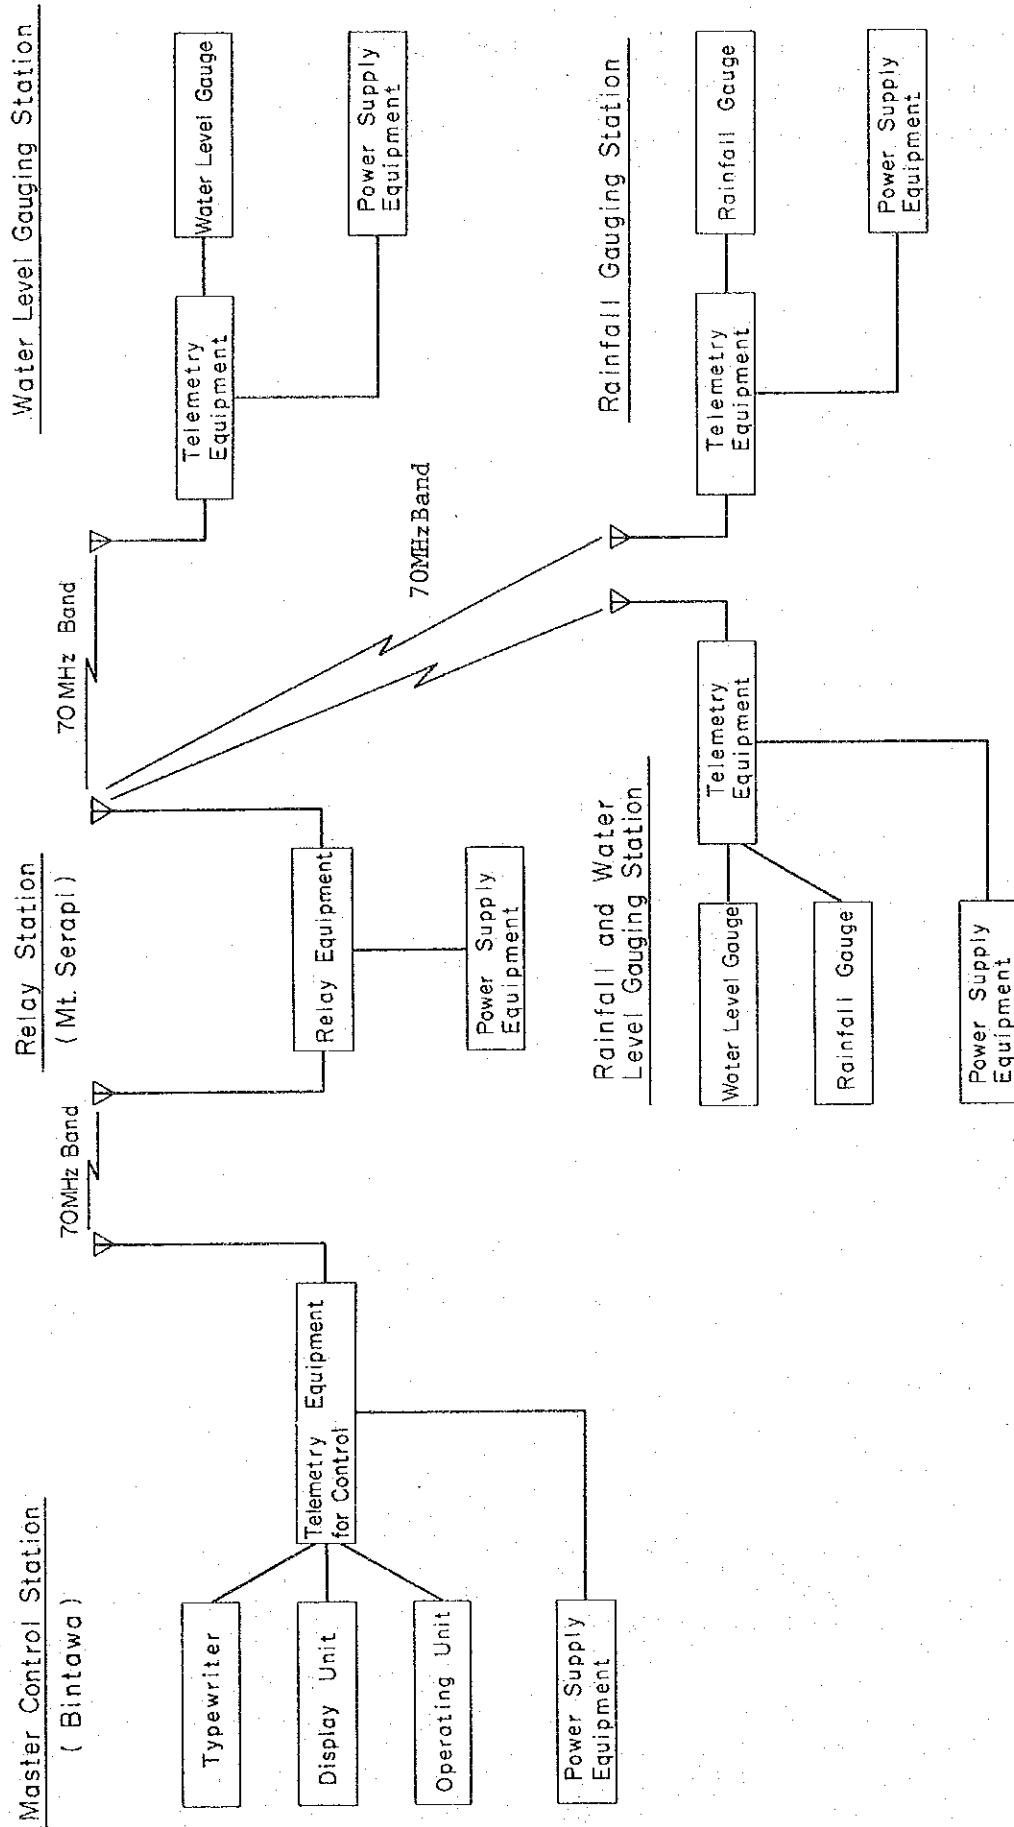 Master Control Station
( Bintawa )
Typewriter
Display Unit
Operating Unit
Power Supply
Equipment
Telemetry Equipment
for Control
70MHz Band
Relay Station
( Mt. Serapi )
Relay Equipment
Power Supply
Equipment
70MHz Band
70MHz Band
Water Level Gauging Station
Telemetry
Equipment
Water Level Gauge
Power Supply
Equipment
Rainfall and Water
Level Gauging Station
Water Level Gauge
Rainfall Gauge
Power Supply
Equipment
Telemetry
Equipment
Rainfall Gauging Station
Telemetry
Equipment
Rainfall Gauge
Power Supply
Equipment